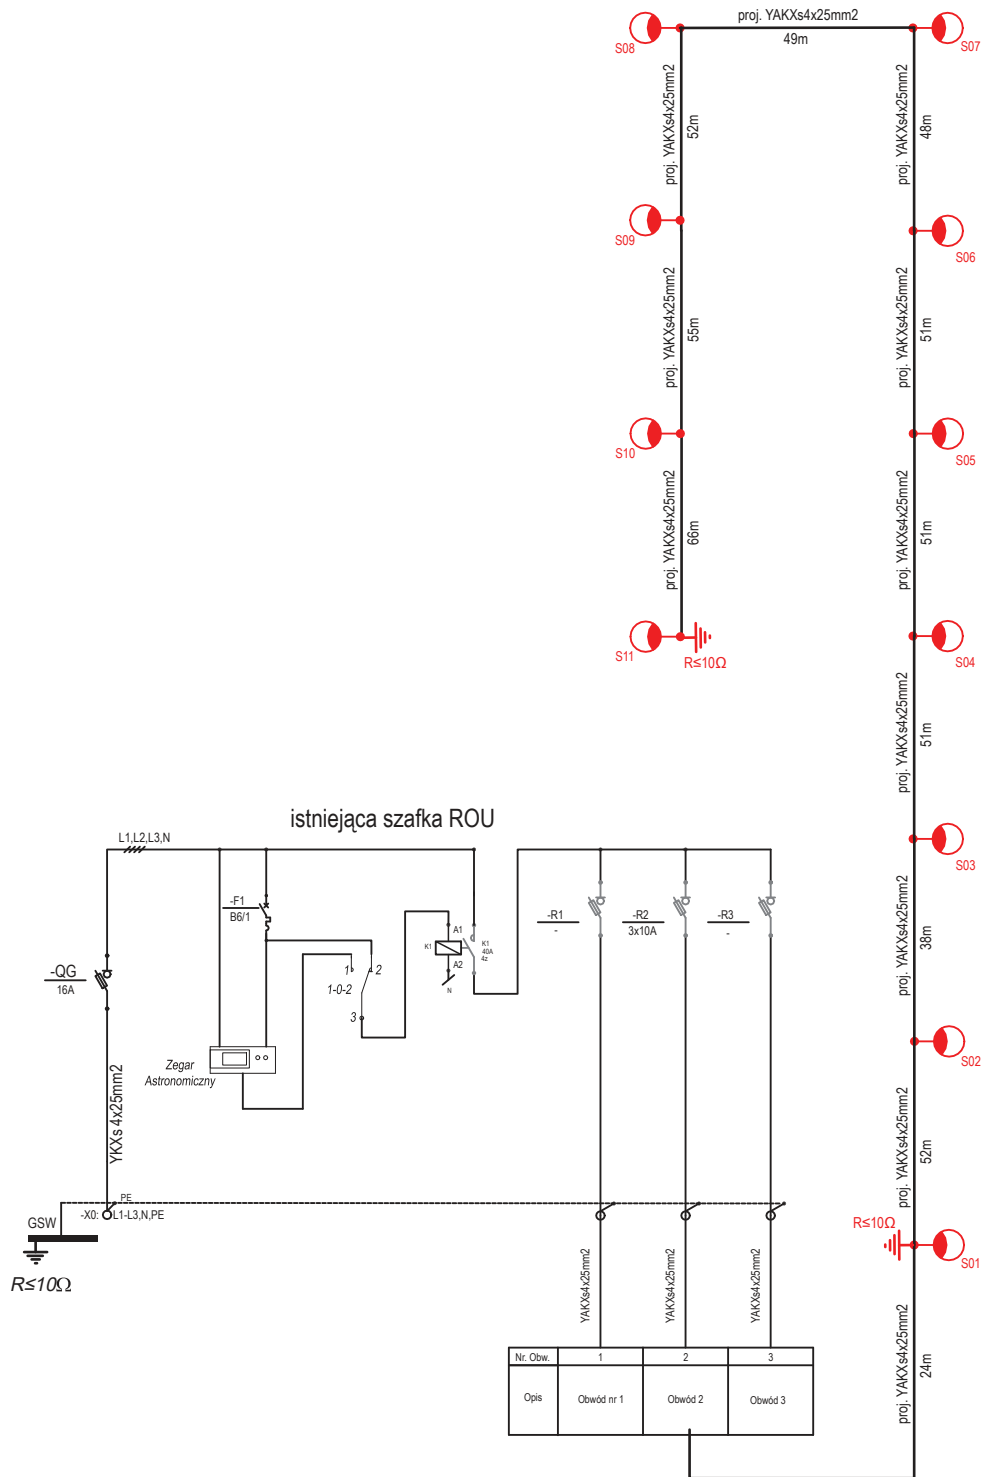 proj. YAKXs4x25mm2
49m
S08
S07
proj. YAKXs4x25mm2
52m
proj. YAKXs4x25mm2
48m
S09
S06
proj. YAKXs4x25mm2
55m
proj. YAKXs4x25mm2
51m
S10
S05
proj. YAKXs4x25mm2
66m
proj. YAKXs4x25mm2
51m
S11
R≤10Ω
S04
proj. YAKXs4x25mm2
51m
istniejąca szafka ROU
L1,L2,L3,N
S03
-F1
B6/1
-R1
-
-R2
3x10A
-R3
-
proj. YAKXs4x25mm2
38m
A1
K1
A2
N
K1
40A
4z
-QG
16A
1
2
1-0-2
3
Zegar
Astronomiczny
S02
YKXs 4x25mm2
proj. YAKXs4x25mm2
52m
PE
-X0:
L1-L3,N,PE
GSW
R≤10Ω
R≤10Ω
S01
YAKXs4x25mm2
YAKXs4x25mm2
YAKXs4x25mm2
proj. YAKXs4x25mm2
24m
Nr. Obw. 1 2 3
Opis Obwód nr 1 Obwód 2 Obwód 3